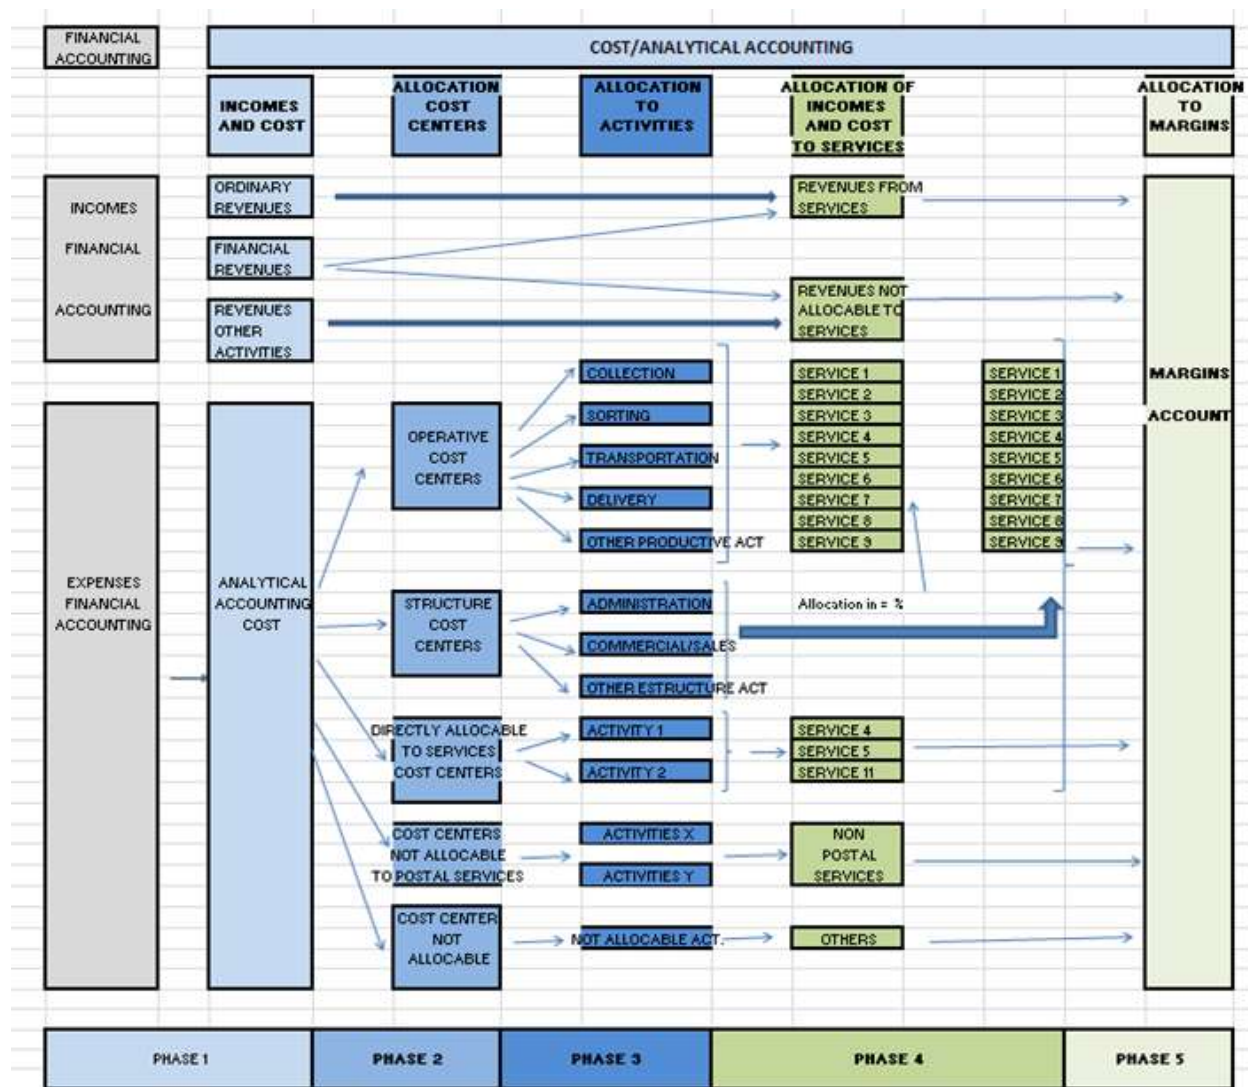 FINANCIAL
ACCOUNTING
COST/ANALYTICAL ACCOUNTING
INCOMES
AND COST
ALLOCATION
COST
CENTERS
ALLOCATION
TO
ACTIVITIES
ALLOCATION OF
INCOMES
AND COST
TO SERVICES
ALLOCATION
TO
MARGINS
INCOMES
FINANCIAL
ACCOUNTING
ORDINARY
REVENUES
FINANCIAL
REVENUES
REVENUES
OTHER
ACTIVITIES
REVENUES FROM
SERVICES
REVENUES NOT
ALLOCABLE TO
SERVICES
EXPENSES
FINANCIAL
ACCOUNTING
ANALYTICAL
ACCOUNTING
COST
OPERATIVE
COST
CENTERS
COLLECTION
SORTING
TRANSPORTATION
DELIVERY
OTHER PRODUCTIVE ACT
SERVICE 1
SERVICE 2
SERVICE 3
SERVICE 4
SERVICE 5
SERVICE 6
SERVICE 7
SERVICE 8
SERVICE 9
SERVICE 1
SERVICE 2
SERVICE 3
SERVICE 4
SERVICE 5
SERVICE 6
SERVICE 7
SERVICE 8
SERVICE 9
MARGINS
ACCOUNT
STRUCTURE
COST
CENTERS
ADMINISTRATION
COMMERCIAL/SALES
OTHER ESTRUCTURE ACT
Allocation in = %
DIRECTLY ALLOCABLE
TO SERVICES
COST CENTERS
ACTIVITY 1
ACTIVITY 2
SERVICE 4
SERVICE 5
SERVICE 11
COST CENTERS
NOT ALLOCABLE
TO POSTAL SERVICES
ACTIVITIES X
ACTIVITIES Y
NON
POSTAL
SERVICES
COST CENTER
NOT
ALLOCABLE
NOT ALLOCABLE ACT.
OTHERS
PHASE 1
PHASE 2
PHASE 3
PHASE 4
PHASE 5